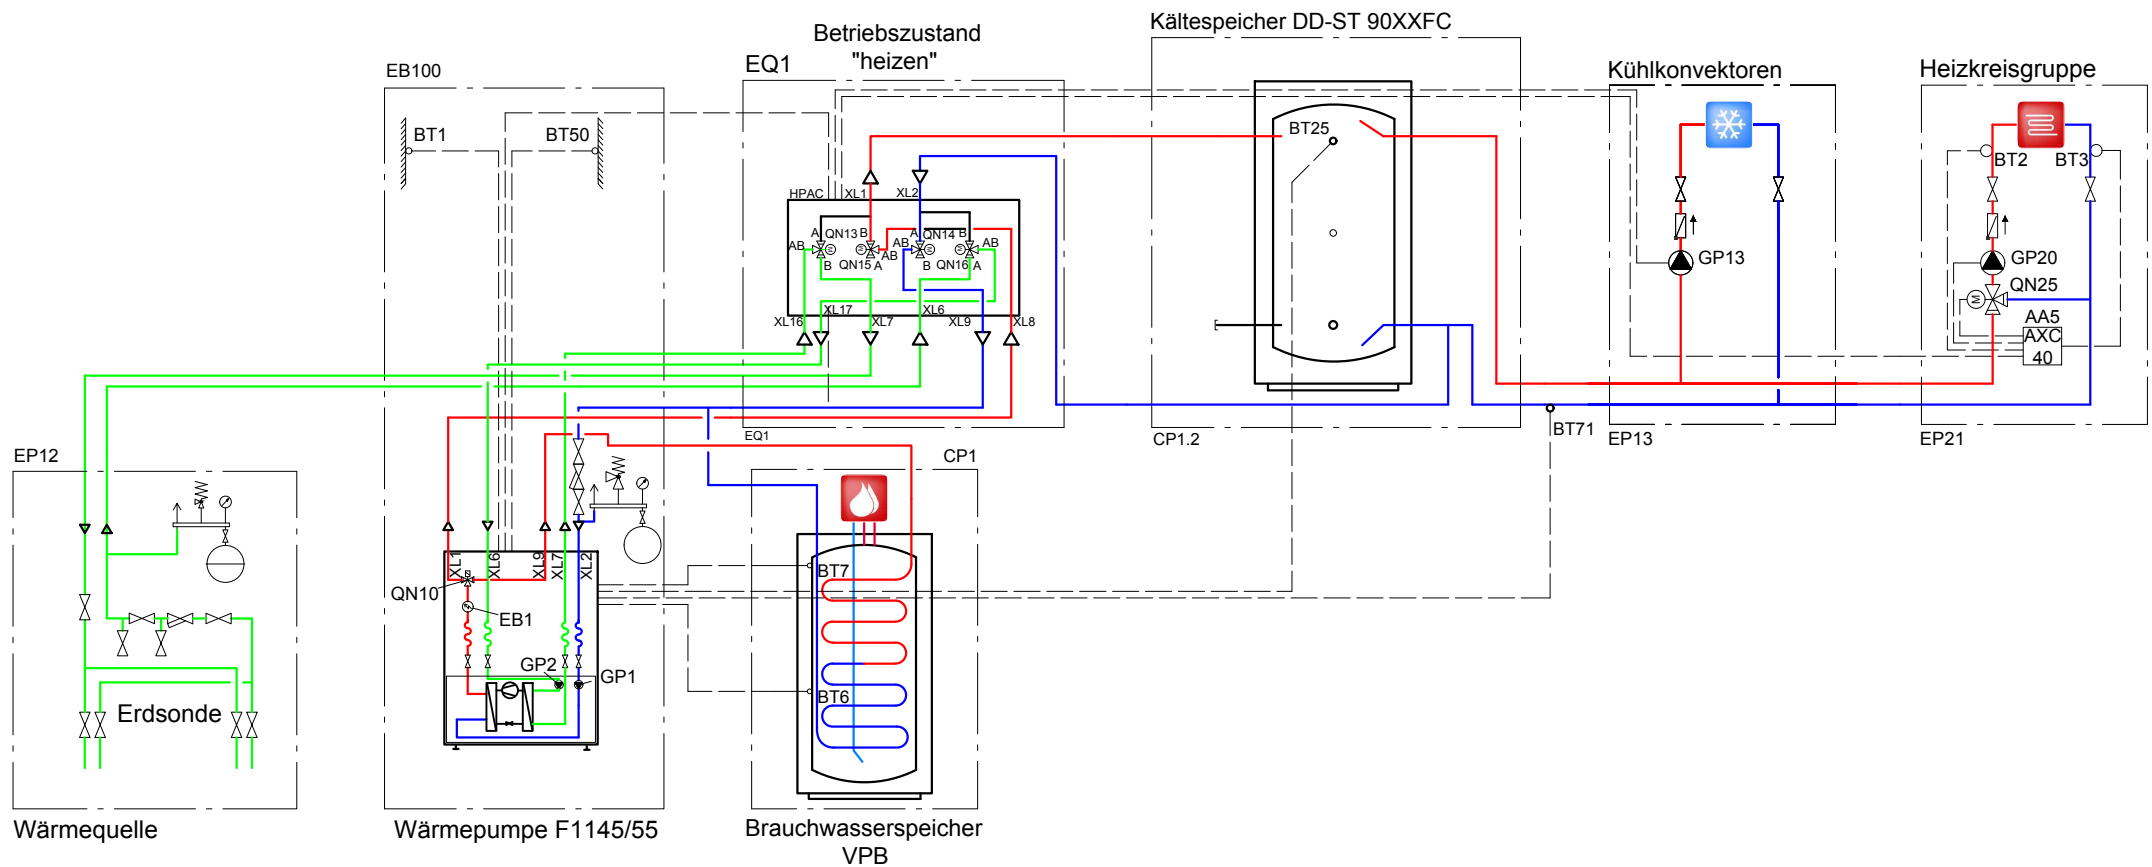 Kältespeicher DD-ST 90XXFC
Betriebszustand
"heizen"
EQ1
EB100
Kühlkonvektoren
Heizkreisgruppe
BT1
BT50
BT25
BT2
BT3
HPAC
XL1
XL2
A
QN13
B
A
QN14
B
AB
AB
AB
AB
B
QN15
A
B
QN16
A
GP13
GP20
QN25
M
AA5
AXC
40
XL16
XL17
XL7
XL6
XL9
XL8
EQ1
CP1.2
BT71
EP13
EP21
EP12
CP1
XL1
XL6
XL9
XL7
XL2
QN10
EB1
BT7
GP2
GP1
BT6
Erdsonde
Wärmequelle
Wärmepumpe F1145/55
Brauchwasserspeicher
VPB